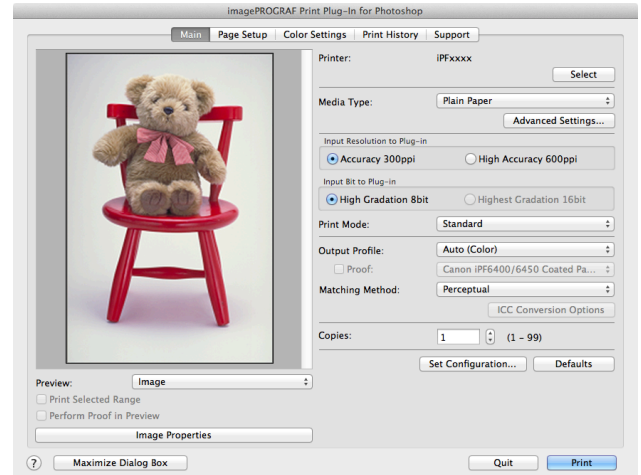 imagePROGRAF Print Plug-In for Photoshop
Main Page Setup Color Settings Print History Support
Printer: iPFxxxx
Select
Media Type: Plain Paper
Advanced Settings...
Input Resolution to Plug-in
Accuracy 300ppi High Accuracy 600ppi
Input Bit to Plug-in
High Gradation 8bit Highest Gradation 16bit
Print Mode: Standard
Output Profile: Auto (Color)
Proof: Canon iPF6400/6450 Coated Pa...
Matching Method: Perceptual
ICC Conversion Options
Copies: 1 (1 – 99)
Set Configuration... Defaults
Preview: Image
Print Selected Range
Perform Proof in Preview
Image Properties
? Maximize Dialog Box Quit Print